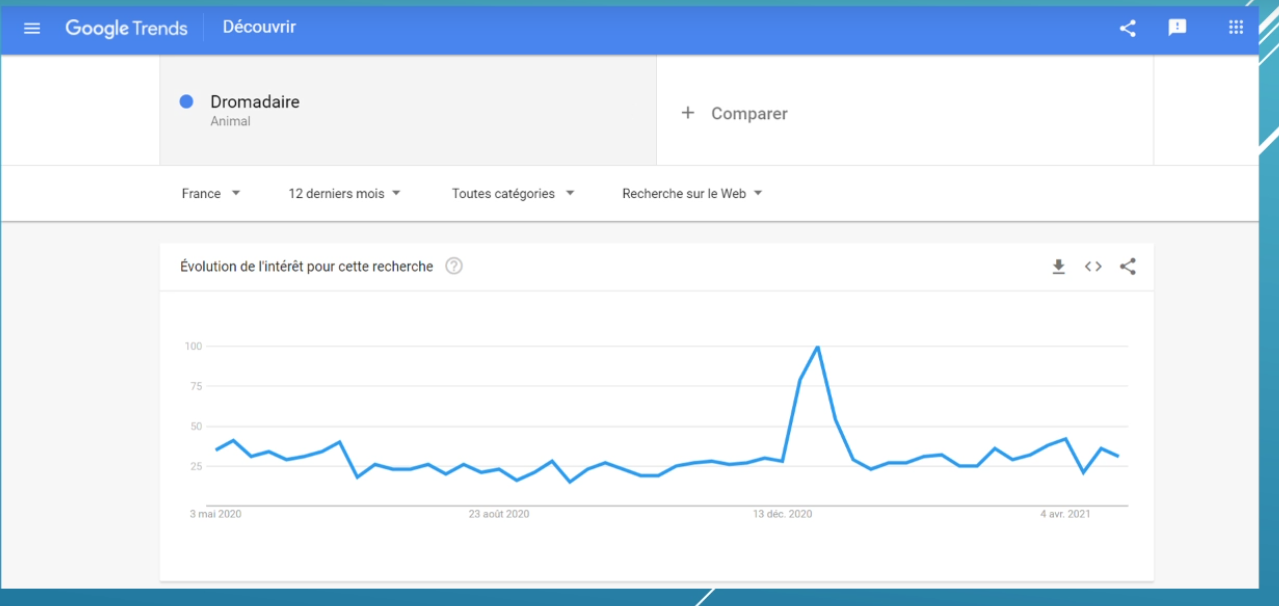 Google Trends Découvrir
Dromadaire
Animal
+ Comparer
France 12 derniers mois Toutes catégories Recherche sur le Web
Évolution de l'intérêt pour cette recherche ?
100
75
50
25
3 mai 2020 23 août 2020 13 déc. 2020 4 avr. 2021